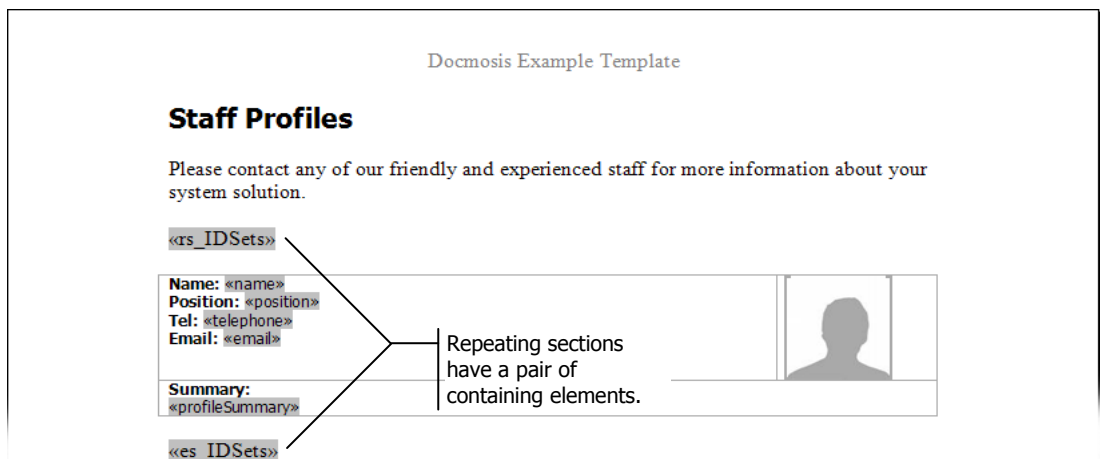 Docmosis Example Template
Staff Profiles
Please contact any of our friendly and experienced staff for more information about your
system solution.
«rs_IDSets»
Name: «name»
Position: «position»
Tel: «telephone»
Email: «email»
Repeating sections
have a pair of
containing elements.
Summary:
«profileSummary»
«es_IDSets»